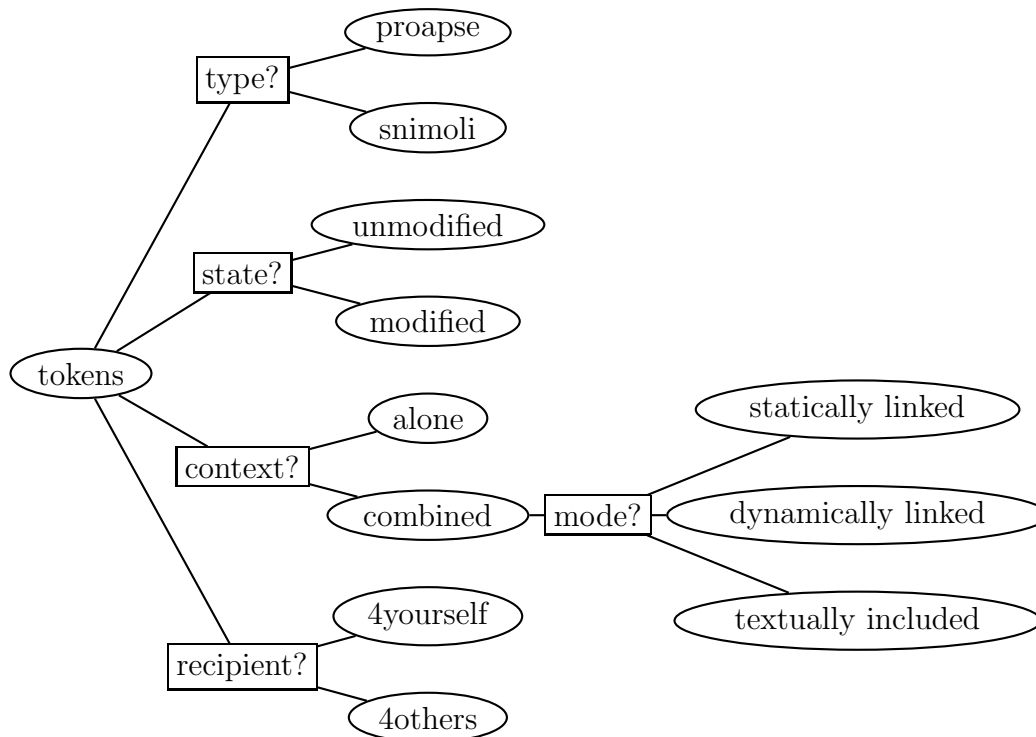 proapse
type?
snimoli
unmodified
state?
modified
tokens
alone
statically linked
context?
combined
mode?
dynamically linked
4yourself
textually included
recipient?
4others